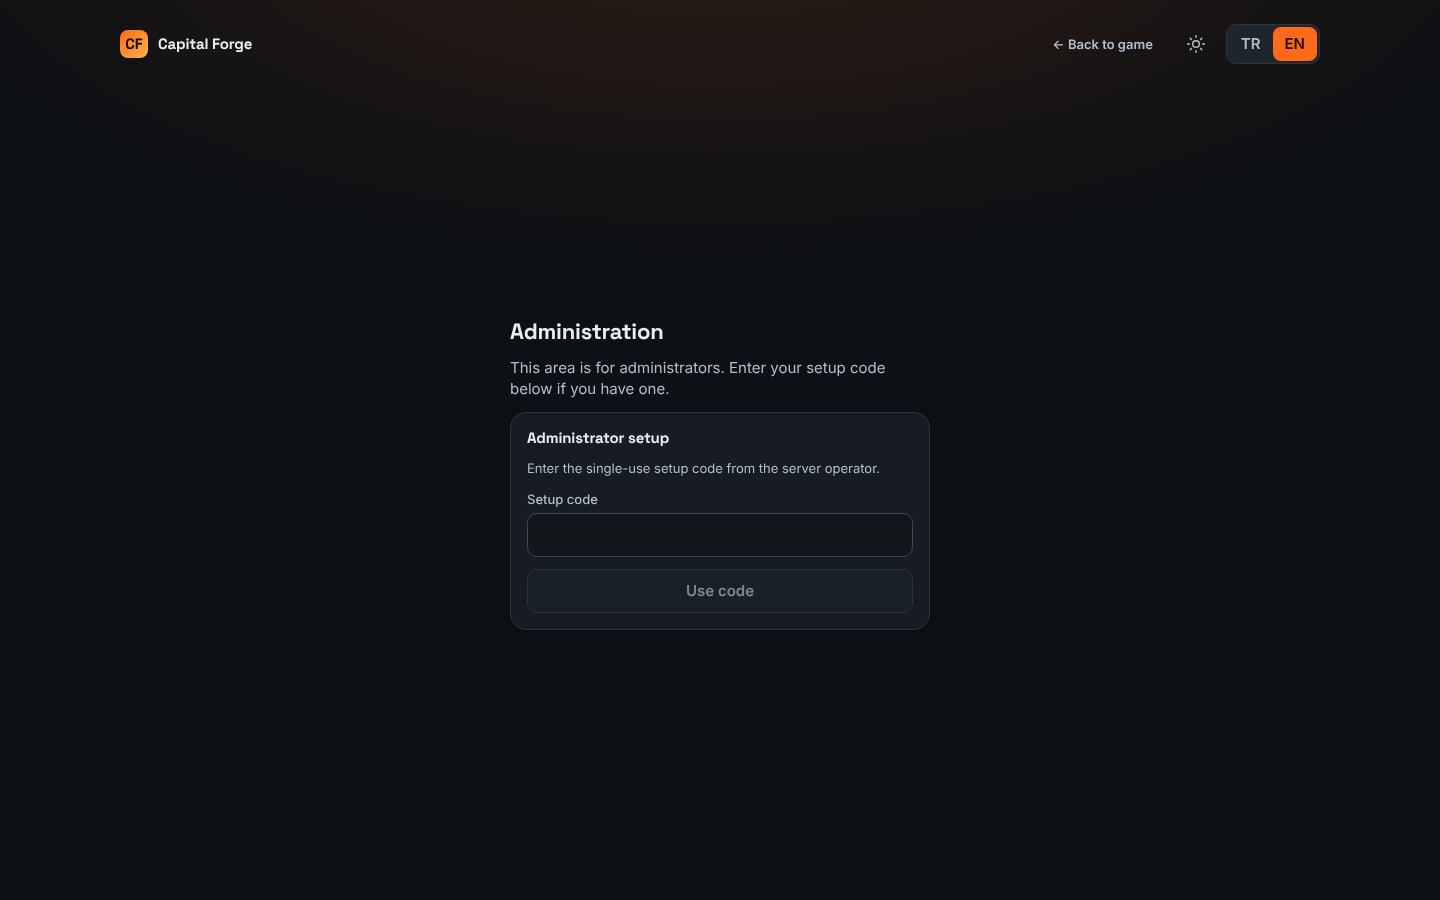 CF Capital Forge
← Back to game
TR EN
Administration
This area is for administrators. Enter your setup code
below if you have one.
Administrator setup
Enter the single-use setup code from the server operator.
Setup code
Use code